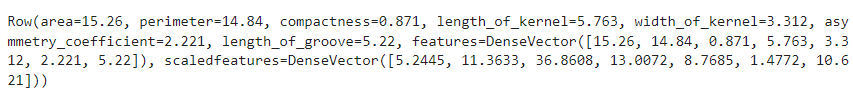 Row(area=15.26, perimeter=14.84, compactness=0.871, length_of_kernel=5.763, width_of_kernel=3.312, asy
mmetry_coefficient=2.221, length_of_groove=5.22, features=DenseVector([15.26, 14.84, 0.871, 5.763, 3.3
12, 2.221, 5.22]), scaledfeatures=DenseVector([5.2445, 11.3633, 36.8608, 13.0072, 8.7685, 1.4772, 10.6
21]))